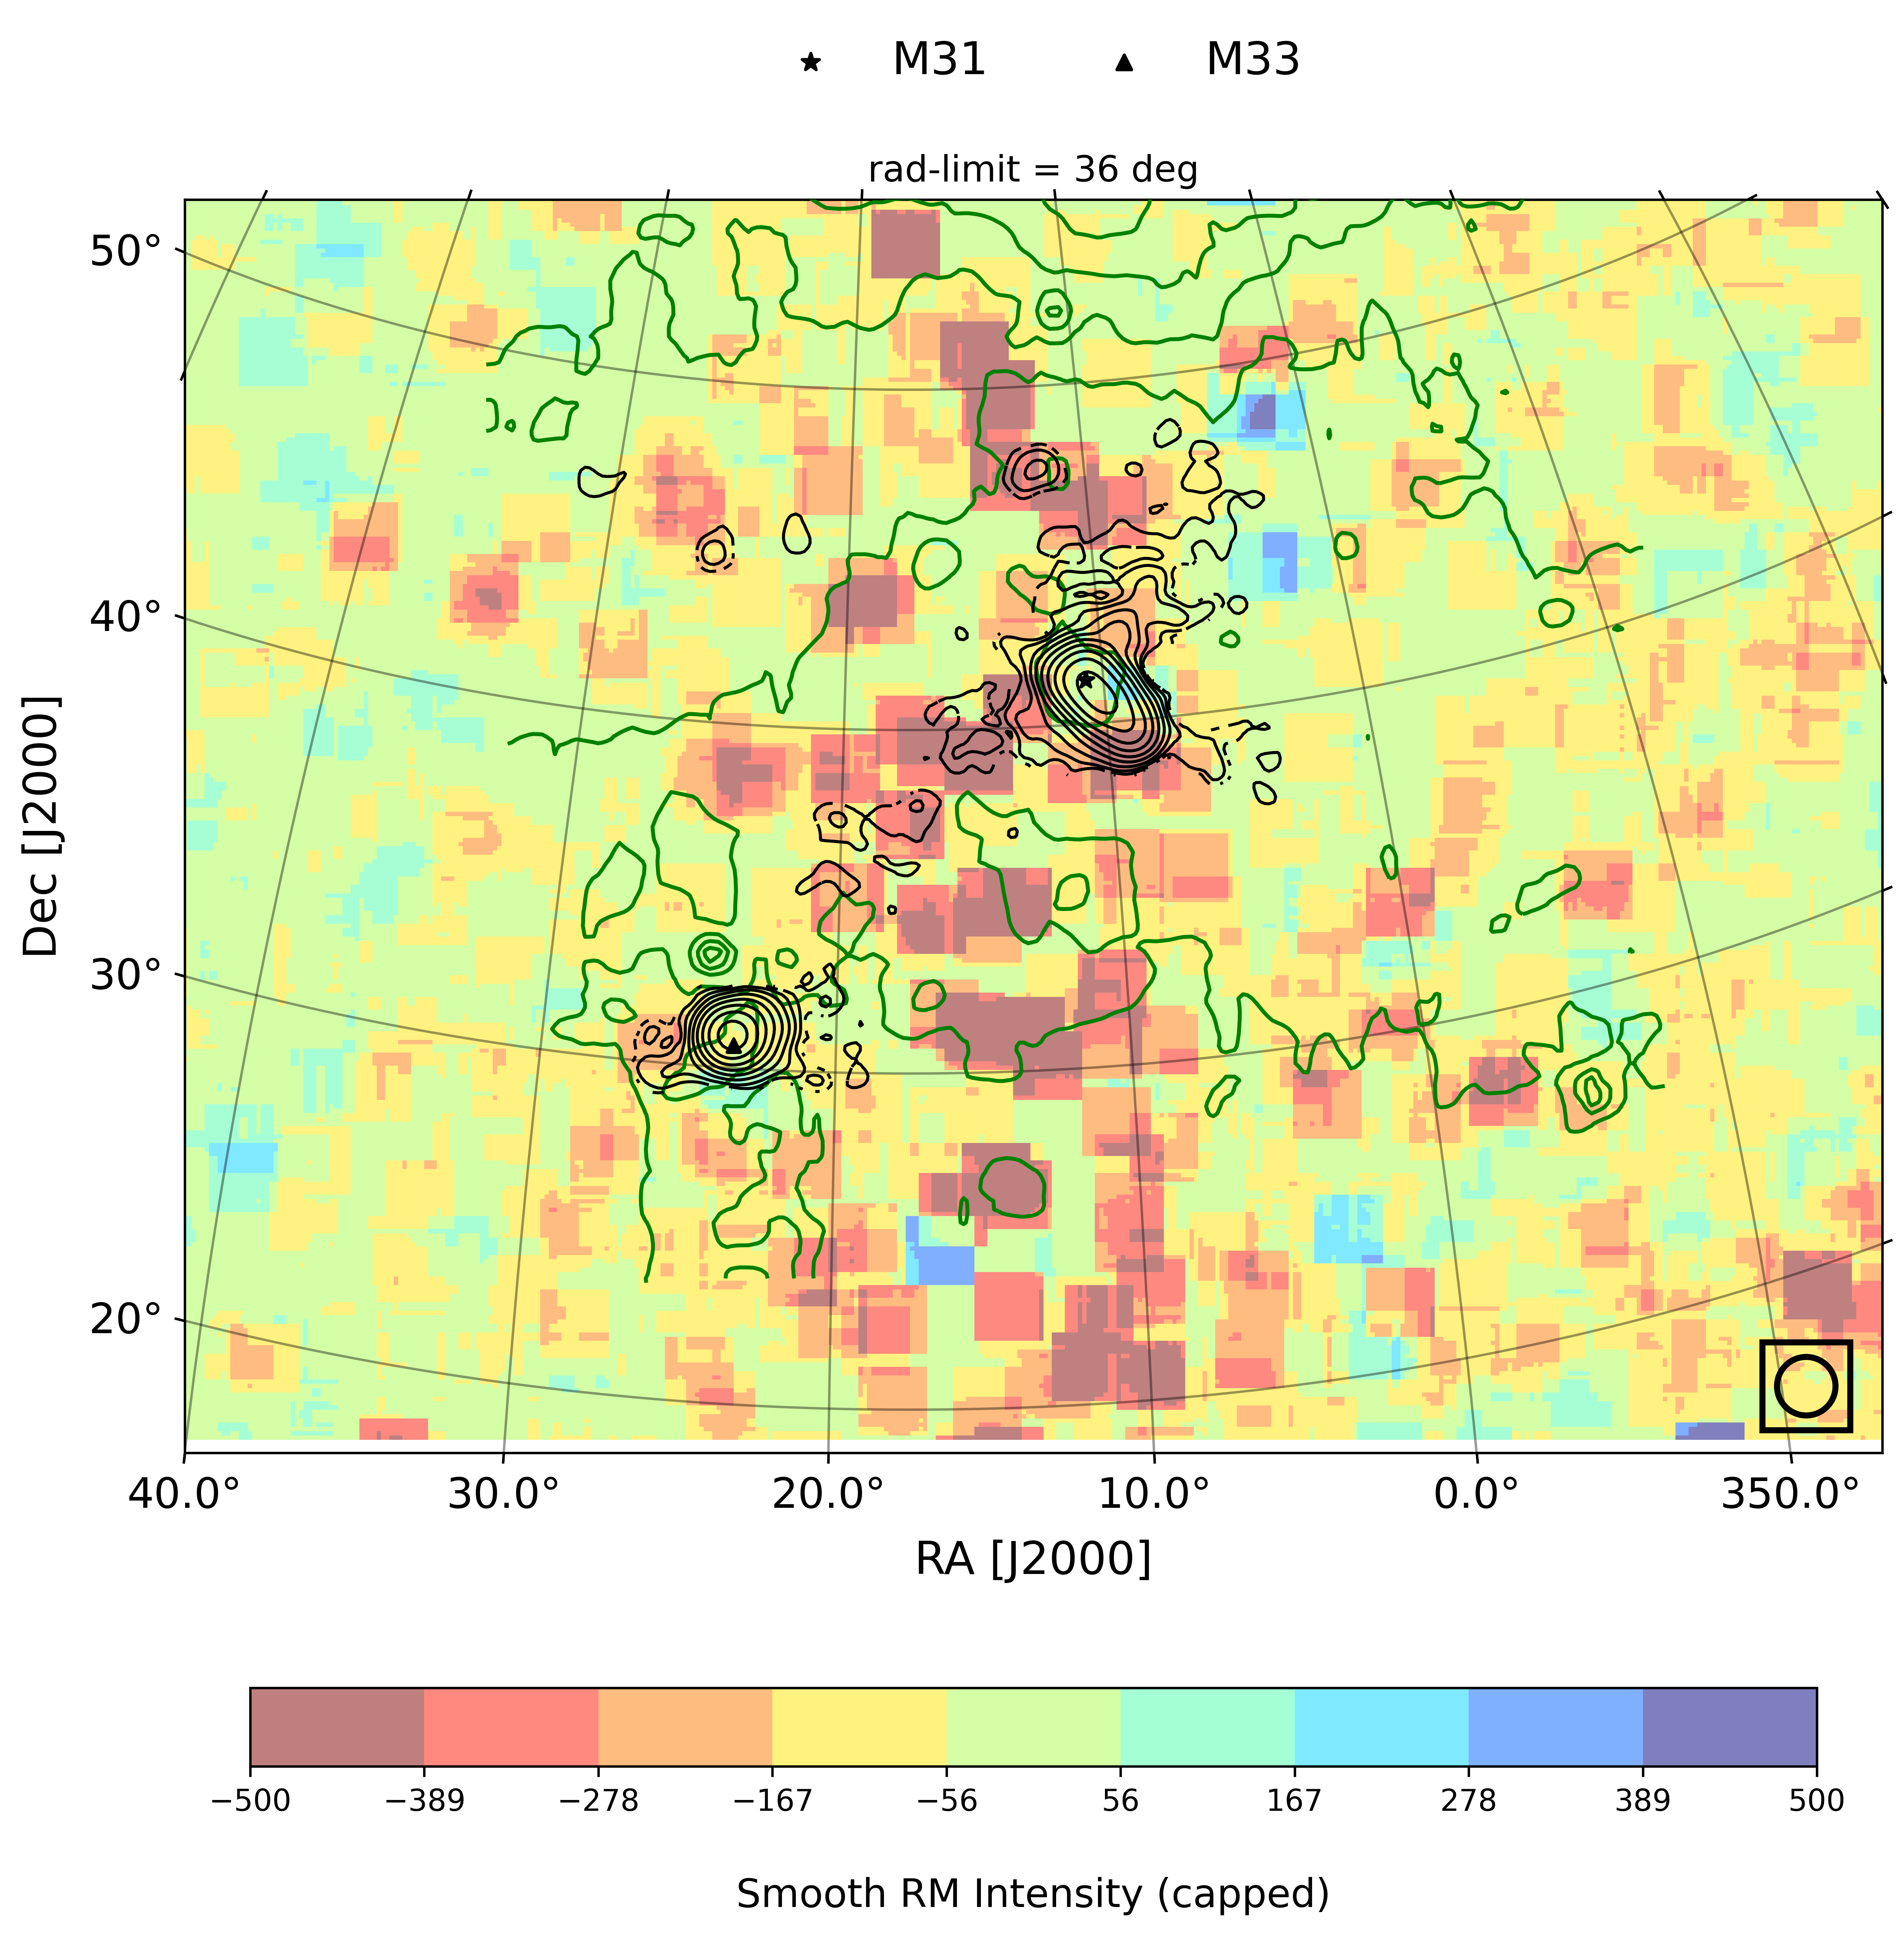 M31 M33
rad-limit = 36 deg
50°
40°
30°
20°
Dec [J2000]
40.0° 30.0° 20.0° 10.0° 0.0° 350.0°
RA [J2000]
−500 −389 −278 −167 −56 56 167 278 389 500
Smooth RM Intensity (capped)